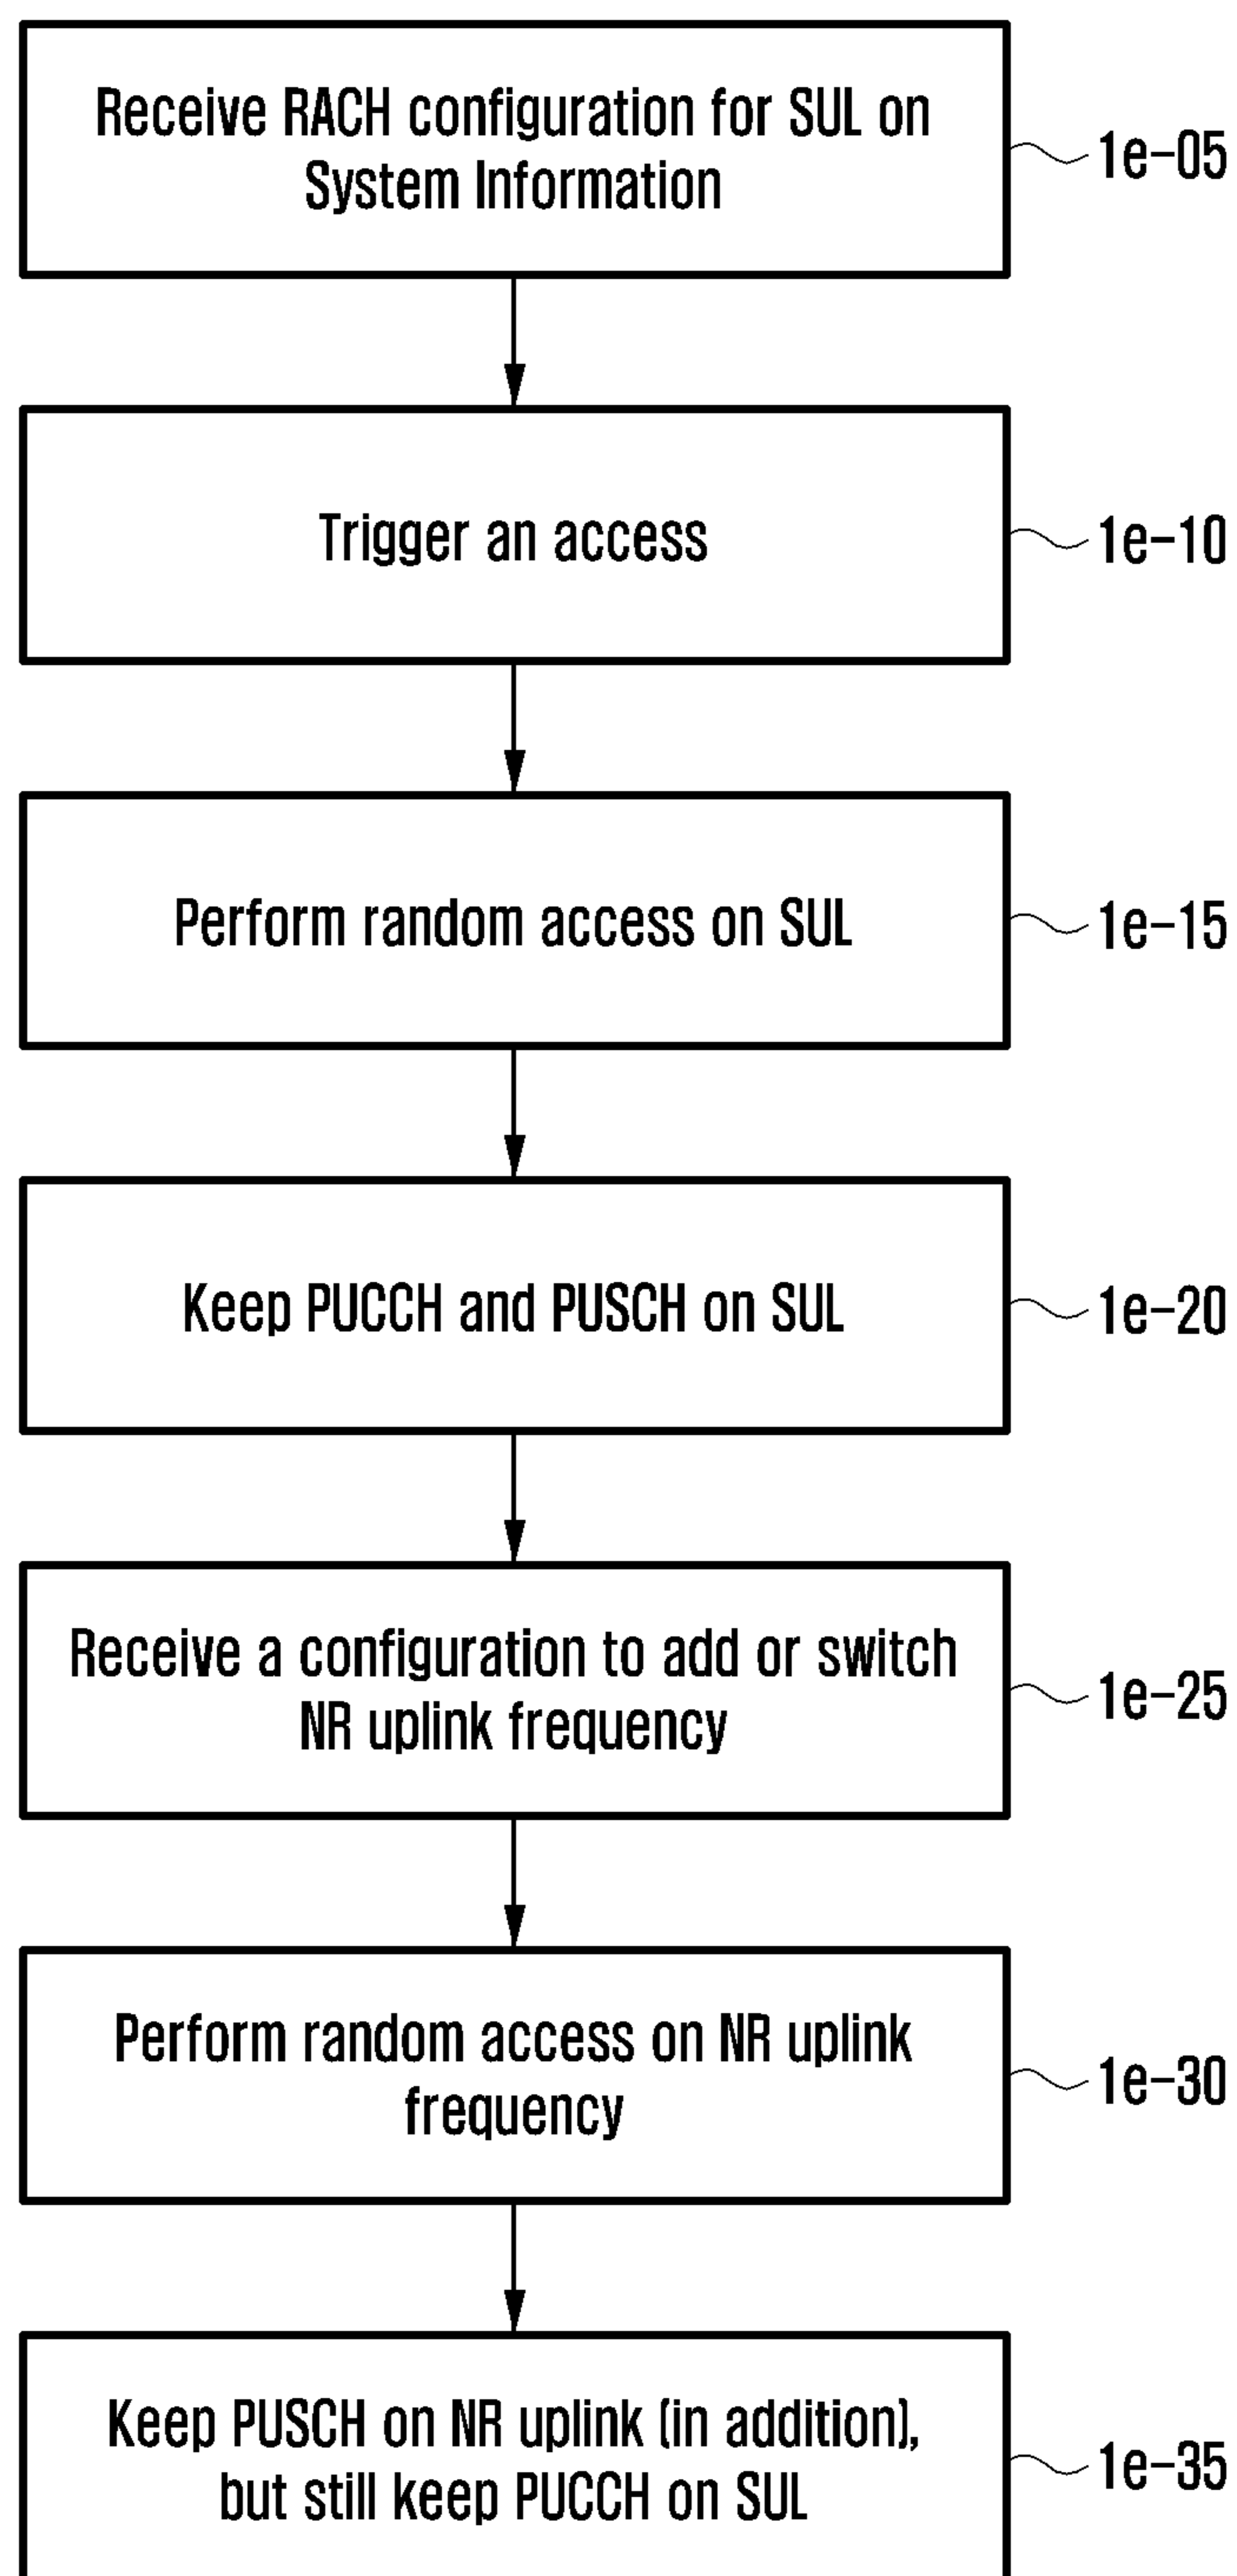 Receive RACH configuration for SUL on
System Information
1e-05
Trigger an access
1e-10
Perform random access on SUL
1e-15
Keep PUCCH and PUSCH on SUL
1e-20
Receive a configuration to add or switch
NR uplink frequency
1e-25
Perform random access on NR uplink
frequency
1e-30
Keep PUSCH on NR uplink (in addition),
but still keep PUCCH on SUL
1e-35